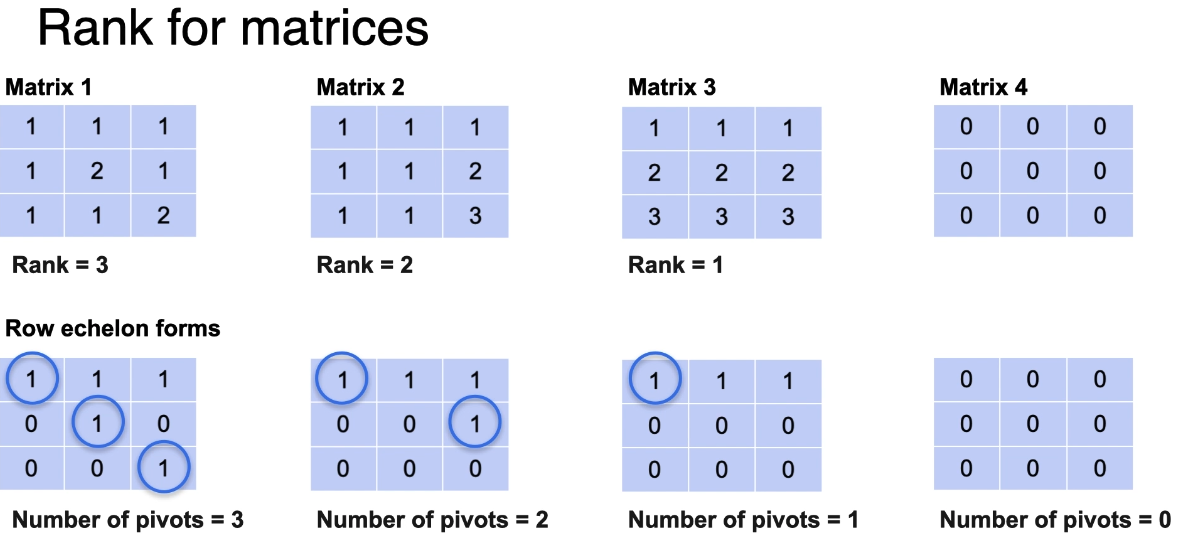 Rank for matrices
Matrix 1 Matrix 2 Matrix 3 Matrix 4
1 1 1 1 1 1 1 1 1 0 0 0
1 2 1 1 1 2 2 2 2 0 0 0
1 1 2 1 1 3 3 3 3 0 0 0
Rank = 3 Rank = 2 Rank = 1
Row echelon forms
1 1 1 1 1 1 1 1 1 0 0 0
0 1 0 0 0 1 0 0 0 0 0 0
0 0 1 0 0 0 0 0 0 0 0 0
Number of pivots = 3 Number of pivots = 2 Number of pivots = 1 Number of pivots = 0